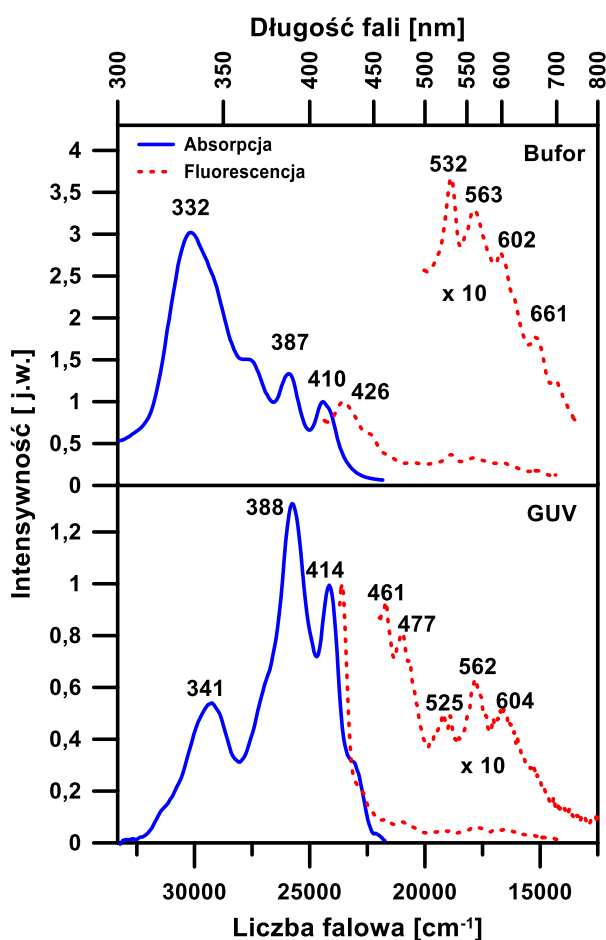 Długość fali [nm]
300 350 400 450 500 550 600 700 800
Absorpcja
Fluorescencja
Bufor
4
3,5
3
2,5
2
1,5
1
0,5
0
332
387
410
426
532
563
602
661
x 10
Intensywność [ j.w.]
GUV
1,2
1
0,8
0,6
0,4
0,2
0
388
414
341
461
477
525
562
604
x 10
30000 25000 20000 15000
Liczba falowa [cm⁻¹]